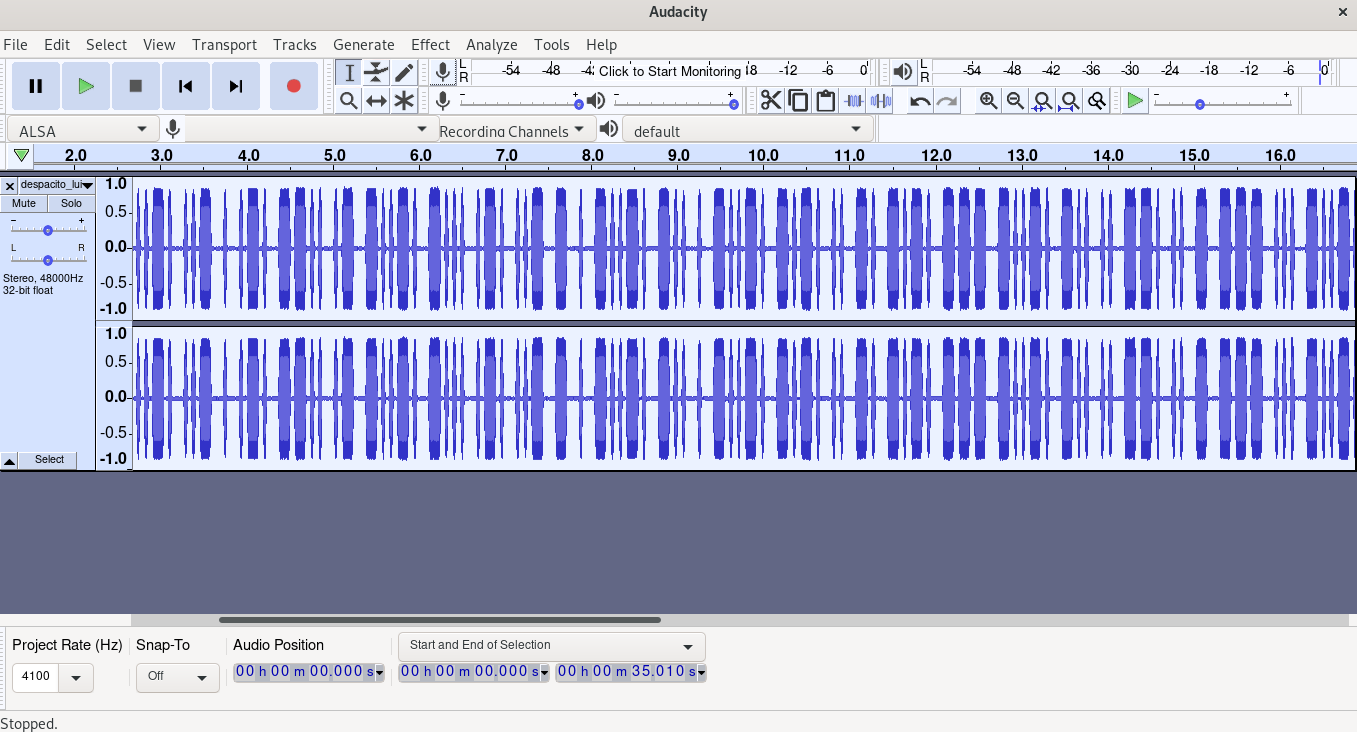 Audacity
File Edit Select View Transport Tracks Generate Effect Analyze Tools Help
L
R
-54 -48 -4 Click to Start Monitoring 18 -12 -6 0
L
R
-54 -48 -42 -36 -30 -24 -18 -12 -6 0
- + - + - +
ALSA Recording Channels default
2.0 3.0 4.0 5.0 6.0 7.0 8.0 9.0 10.0 11.0 12.0 13.0 14.0 15.0 16.0
despacito_lui
Mute Solo
- +
L R
Stereo, 48000Hz
32-bit float
Select
1.0
0.5
0.0
-0.5
-1.0
1.0
0.5
0.0
-0.5
-1.0
Project Rate (Hz) Snap-To Audio Position Start and End of Selection
4100 Off 00 h 00 m 00.000 s 00 h 00 m 00.000 s 00 h 00 m 35.010 s
Stopped.